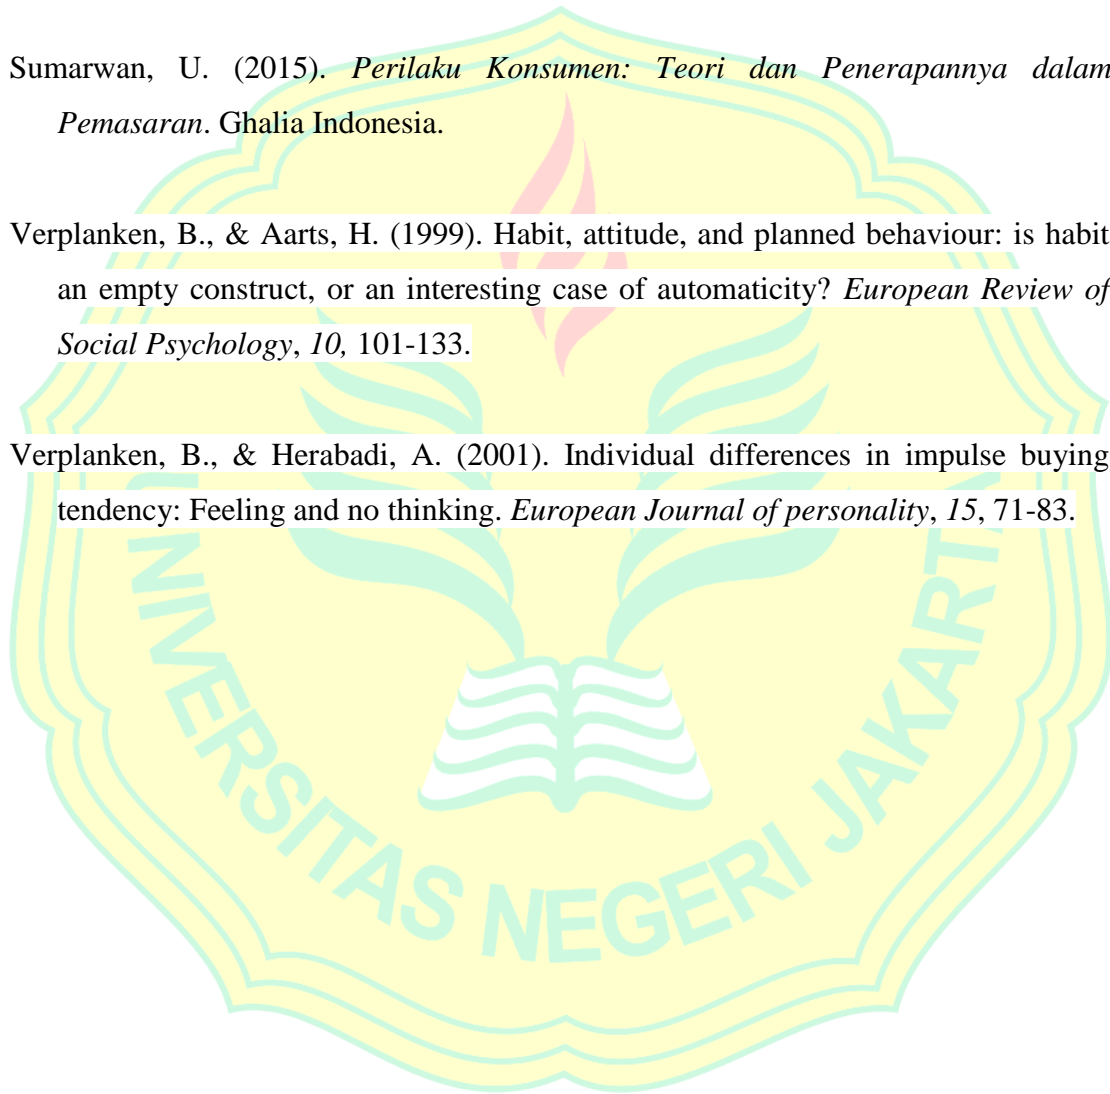 Sumarwan, U. (2015). Perilaku Konsumen: Teori dan Penerapannya dalam
Pemasaran. Ghalia Indonesia.
Verplanken, B., & Aarts, H. (1999). Habit, attitude, and planned behaviour: is habit
an empty construct, or an interesting case of automaticity? European Review of
Social Psychology, 10, 101-133.
Verplanken, B., & Herabadi, A. (2001). Individual differences in impulse buying
tendency: Feeling and no thinking. European Journal of personality, 15, 71-83.
UNIVERSITAS NEGERI JAKARTA